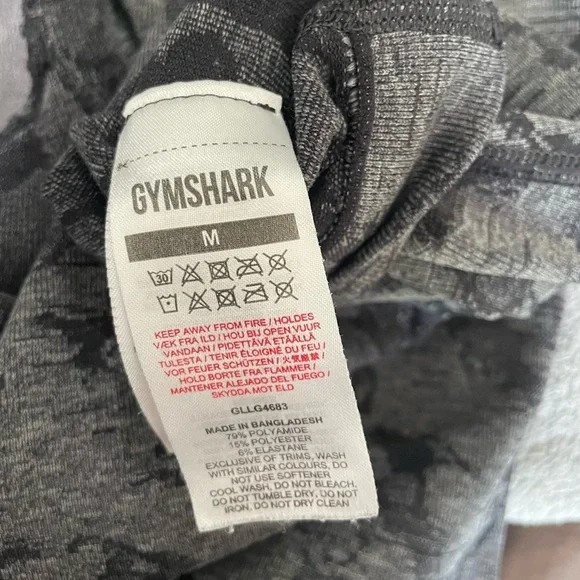 GYMSHARK
M
30
KEEP AWAY FROM FIRE / HOLDES
VÆK FRA ILD / HOU BIJ OPEN VUUR
VANDAAN / PIDETTÄVÄ ETÄÄLLÄ
TULESTA / TENIR ÉLOIGNÉ DU FEU /
VOR FEUER SCHÜTZEN / 火気厳禁 /
HOLD BORTE FRA FLAMMER /
MANTENER ALEJADO DEL FUEGO /
SKYDDA MOT ELD
GLLG4683
MADE IN BANGLADESH
79% POLYAMIDE
15% POLYESTER
6% ELASTANE
EXCLUSIVE OF TRIMS, WASH
WITH SIMILAR COLOURS, DO
NOT USE SOFTENER
COOL WASH, DO NOT BLEACH,
DO NOT TUMBLE DRY, DO NOT
IRON, DO NOT DRY CLEAN